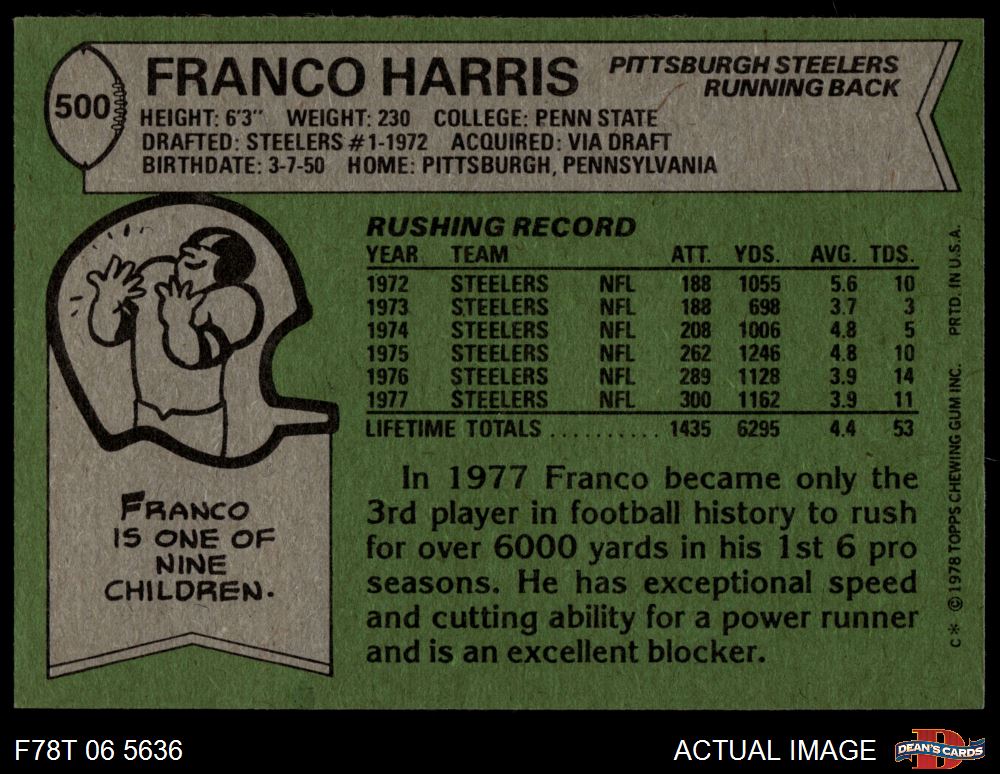 500
FRANCO HARRIS
PITTSBURGH STEELERS
RUNNING BACK
HEIGHT: 6'3" WEIGHT: 230 COLLEGE: PENN STATE
DRAFTED: STEELERS #1-1972 ACQUIRED: VIA DRAFT
BIRTHDATE: 3-7-50 HOME: PITTSBURGH, PENNSYLVANIA
FRANCO
IS ONE OF
NINE
CHILDREN.
RUSHING RECORD
YEAR TEAM ATT. YDS. AVG. TDS.
1972 STEELERS NFL 188 1055 5.6 10
1973 STEELERS NFL 188 698 3.7 3
1974 STEELERS NFL 208 1006 4.8 5
1975 STEELERS NFL 262 1246 4.8 10
1976 STEELERS NFL 289 1128 3.9 14
1977 STEELERS NFL 300 1162 3.9 11
LIFETIME TOTALS .......... 1435 6295 4.4 53
In 1977 Franco became only the
3rd player in football history to rush
for over 6000 yards in his 1st 6 pro
seasons. He has exceptional speed
and cutting ability for a power runner
and is an excellent blocker.
C* © 1978 TOPPS CHEWING GUM INC. PRTD. IN U.S.A.
F78T 06 5636
ACTUAL IMAGE
D
DEAN'S CARDS